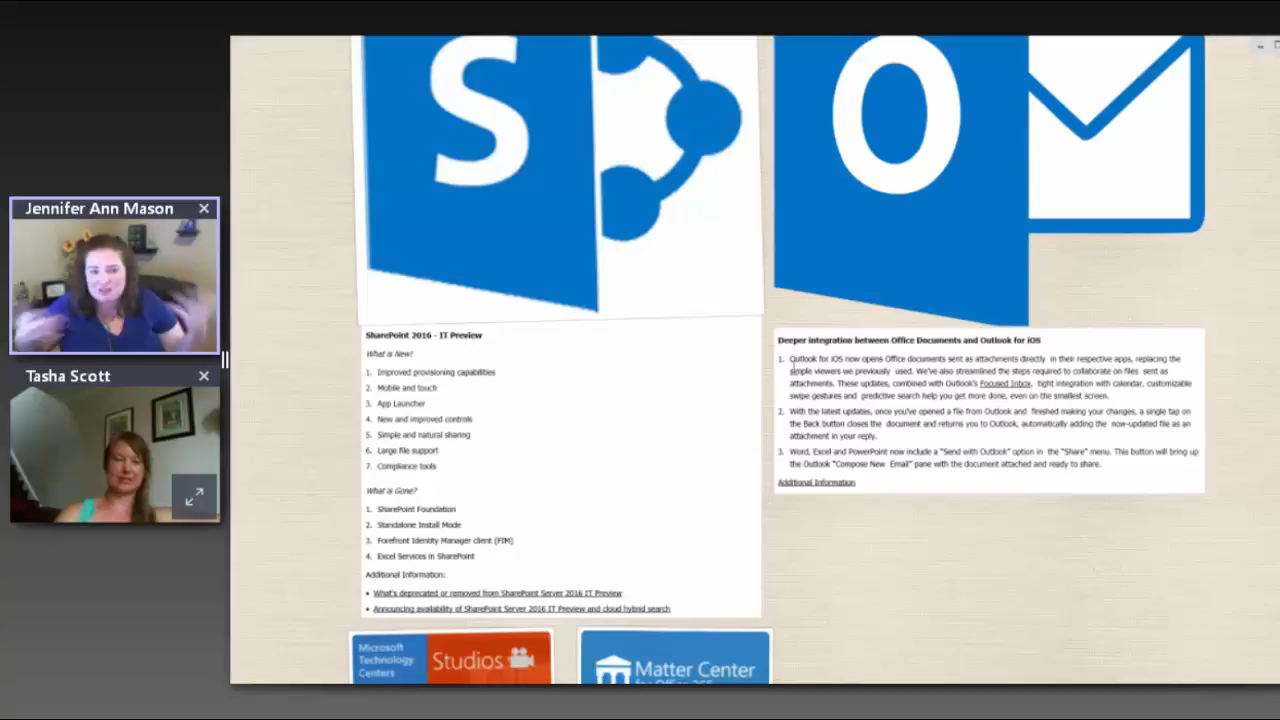 Jennifer Ann Mason
Tasha Scott
S
O
SharePoint 2016 - IT Preview
What is New!
1. Improved provisioning capabilities
2. Mobile and touch
3. App Launcher
4. New and improved controls
5. Simple and natural sharing
6. Large file support
7. Compliance tools
What is Gone?
1. SharePoint Foundation
2. Standalone Install Mode
3. Forefront Identity Manager client (FIM)
4. Excel Services in SharePoint
Additional Information:
• What's deprecated or removed from SharePoint Server 2016 IT Preview
• Announcing availability of SharePoint Server 2016 IT Preview and cloud hybrid search
Deeper integration between Office Documents and Outlook for iOS
1. Outlook for iOS now opens Office documents sent as attachments directly in their respective apps, replacing the
simple viewers we previously used. We've also streamlined the steps required to collaborate on files sent as
attachments. These updates, combined with Outlook's Focused Inbox, tight integration with calendar, customizable
swipe gestures and predictive search help you get more done, even on the smallest screen.
2. With the latest updates, once you've opened a file from Outlook and finished making your changes, a single tap on
the Back button closes the document and returns you to Outlook, automatically adding the now-updated file as an
attachment in your reply.
3. Word, Excel and PowerPoint now include a "Send with Outlook" option in the "Share" menu. This button will bring up
the Outlook "Compose New Email" pane with the document attached and ready to share.
Additional Information
Microsoft
Technology
Centers
Studios
Matter Center
for Office 365